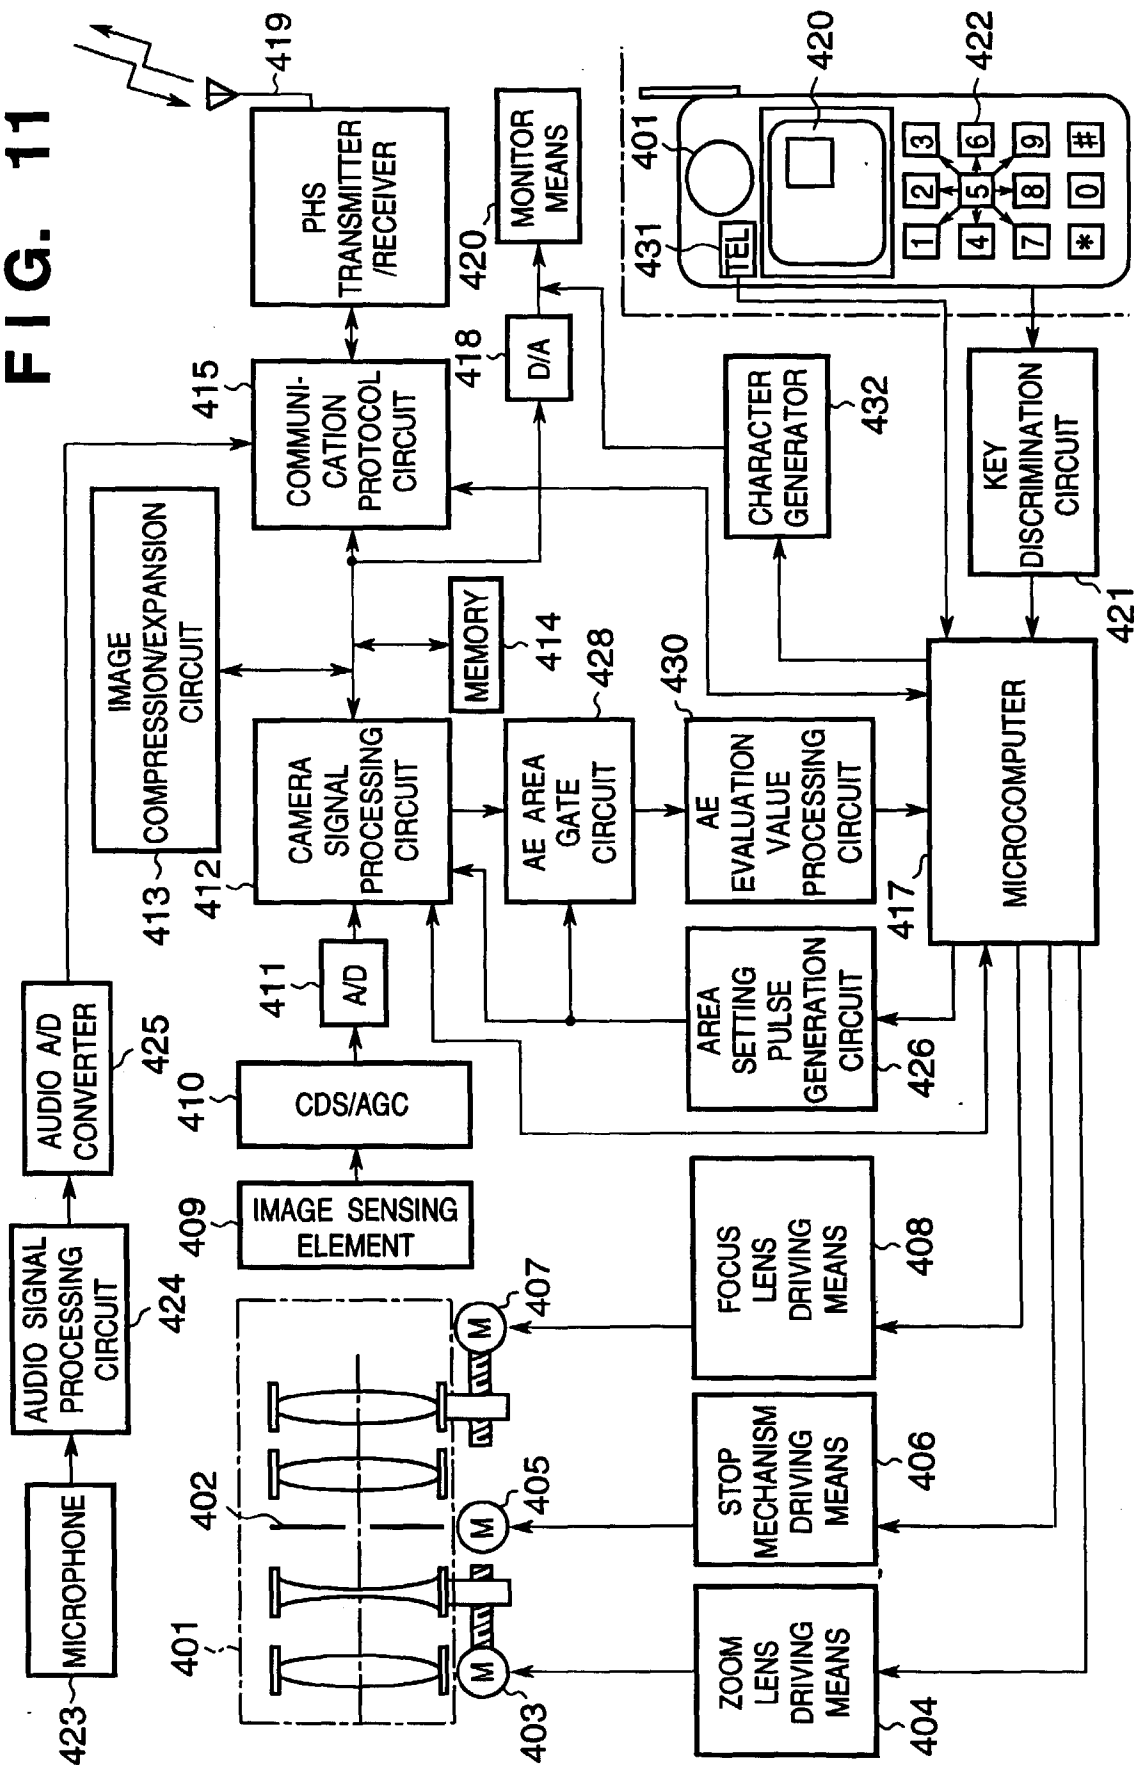 FIG. 11
MICROPHONE
423
AUDIO SIGNAL
PROCESSING
CIRCUIT
424
AUDIO A/D
CONVERTER
425
IMAGE
COMPRESSION/EXPANSION
CIRCUIT
413
419
401
402
M
403
M
405
M
407
IMAGE SENSING
ELEMENT
409
CDS/AGC
410
A/D
411
CAMERA
SIGNAL
PROCESSING
CIRCUIT
412
MEMORY
414
COMMUNI-
CATION
PROTOCOL
CIRCUIT
415
PHS
TRANSMITTER
/RECEIVER
D/A
418
MONITOR
MEANS
420
AE AREA
GATE
CIRCUIT
428
ZOOM
LENS
DRIVING
MEANS
404
STOP
MECHANISM
DRIVING
MEANS
406
FOCUS
LENS
DRIVING
MEANS
408
AREA
SETTING
PULSE
GENERATION
CIRCUIT
426
AE
EVALUATION
VALUE
PROCESSING
CIRCUIT
430
CHARACTER
GENERATOR
432
MICROCOMPUTER
417
KEY
DISCRIMINATION
CIRCUIT
421
431
401
420
422
TEL
1 2 3
4 5 6
7 8 9
* 0 #